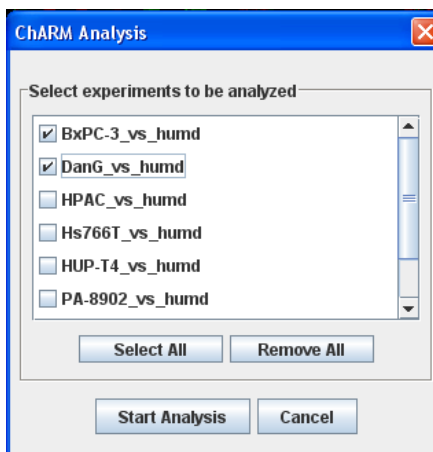 ChARM Analysis
Select experiments to be analyzed
BxPC-3_vs_humd
DanG_vs_humd
HPAC_vs_humd
Hs766T_vs_humd
HUP-T4_vs_humd
PA-8902_vs_humd
Select All Remove All
Start Analysis Cancel